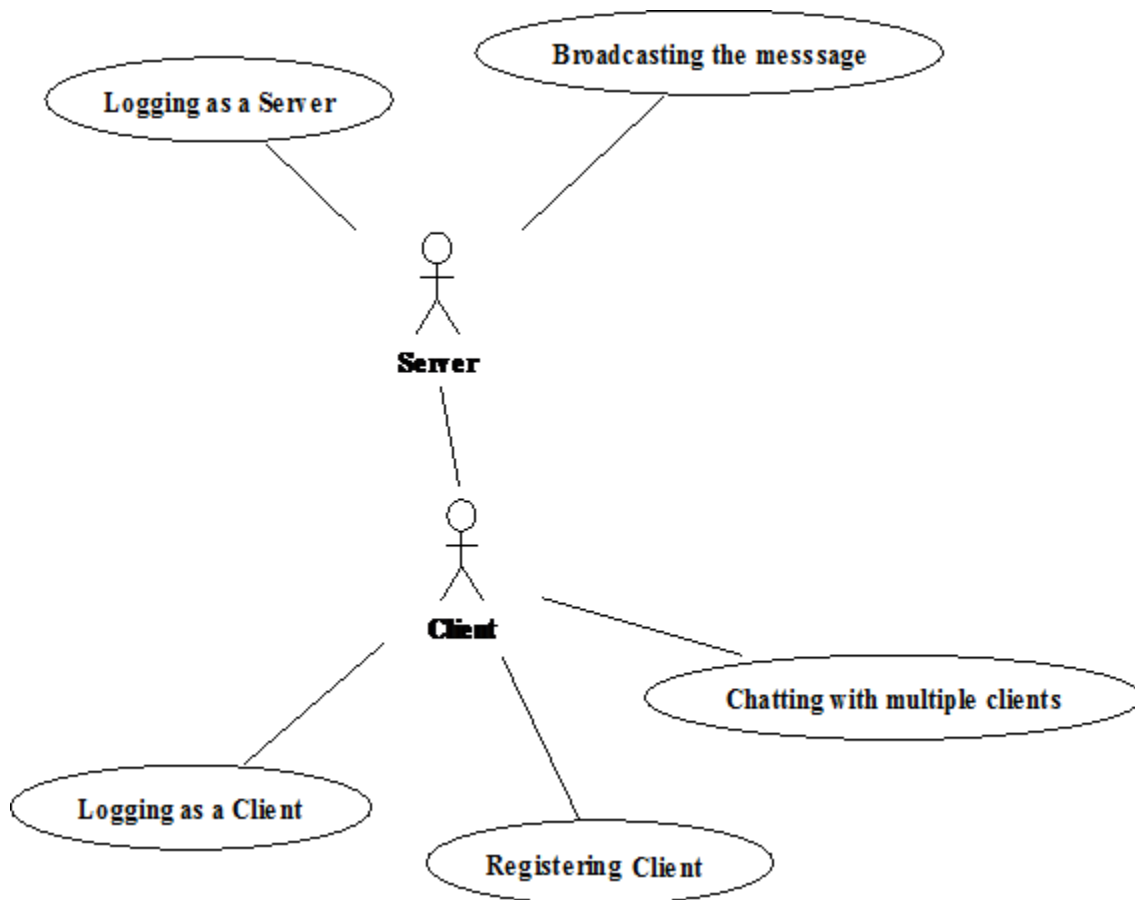 Broadcasting the messsage
Logging as a Server
Server
Client
Chatting with multiple clients
Logging as a Client
Registering Client